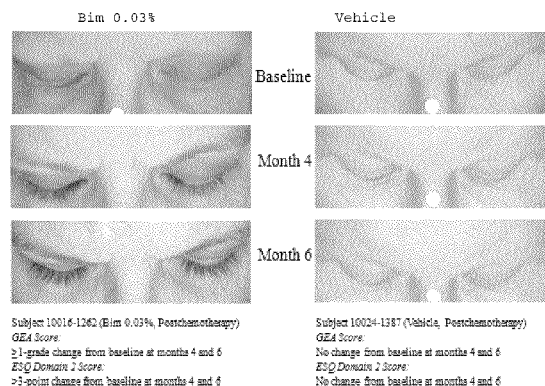 Bim 0.03%
Vehicle
Baseline
Month 4
Month 6
Subject 10016-1262 (Bim 0.03%, Postchemotherapy)
GEA Score:
≥1-grade change from baseline at months 4 and 6
ESQ Domain 2 Score:
>3-point change from baseline at months 4 and 6
Subject 10024-1387 (Vehicle, Postchemotherapy)
GEA Score:
No change from baseline at months 4 and 6
ESQ Domain 2 Score:
No change from baseline at months 4 and 6